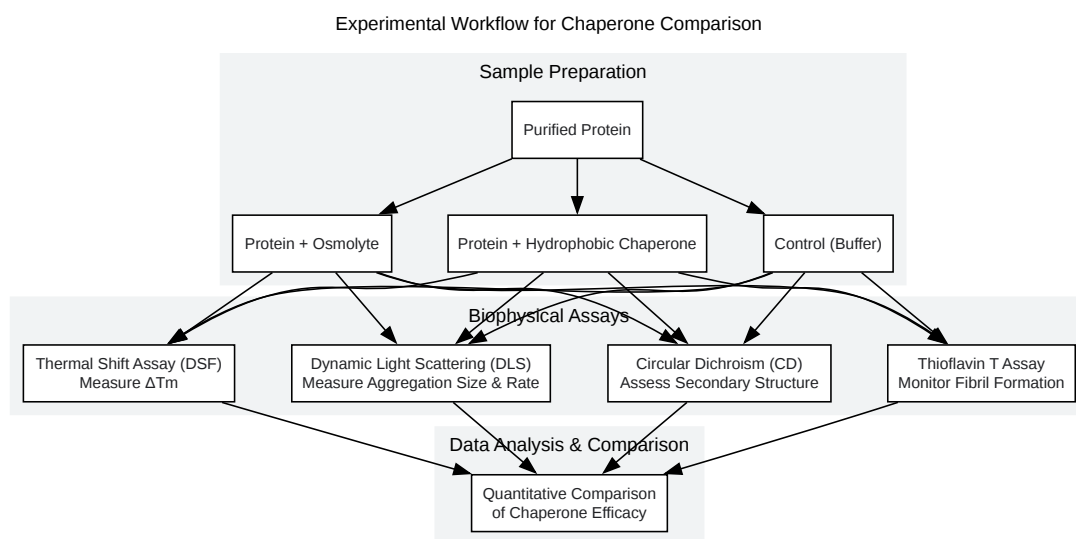 Experimental Workflow for Chaperone Comparison
Sample Preparation
Purified Protein
Protein + Osmolyte
Protein + Hydrophobic Chaperone
Control (Buffer)
Biophysical Assays
Thermal Shift Assay (DSF)
Measure ΔTm
Dynamic Light Scattering (DLS)
Measure Aggregation Size & Rate
Circular Dichroism (CD)
Assess Secondary Structure
Thioflavin T Assay
Monitor Fibril Formation
Data Analysis & Comparison
Quantitative Comparison
of Chaperone Efficacy